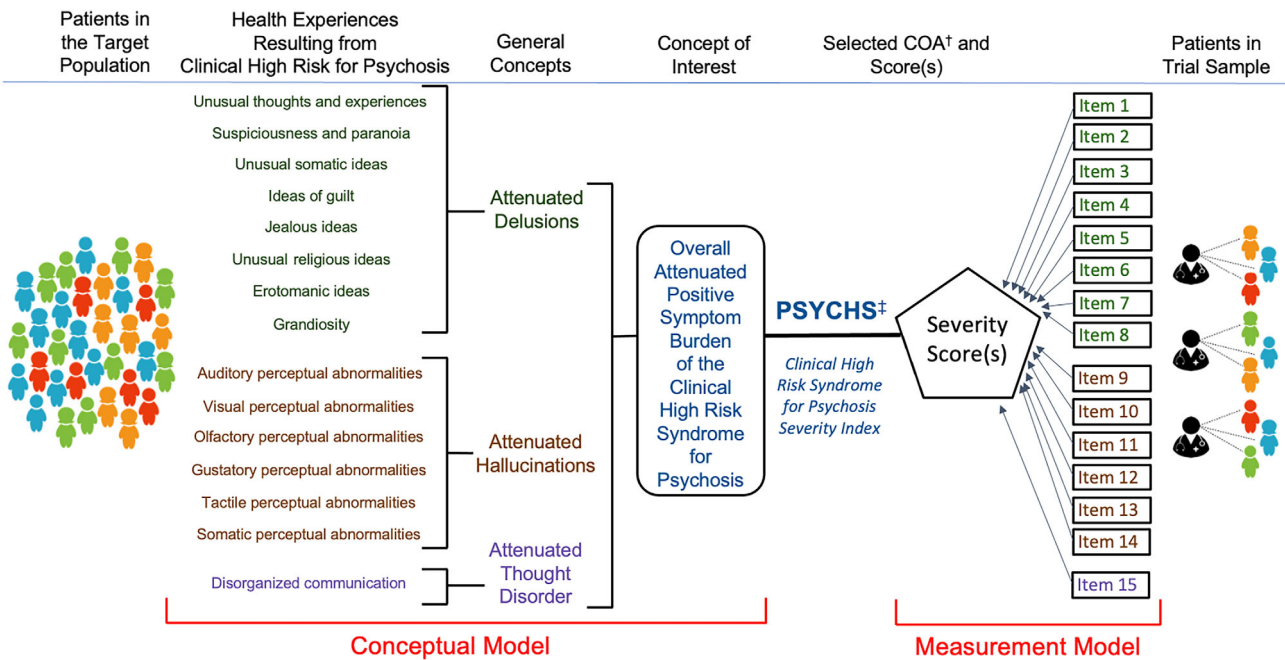 Patients in
the Target
Population
Health Experiences
Resulting from
Clinical High Risk for Psychosis
General
Concepts
Concept of
Interest
Selected COA† and
Score(s)
Patients in
Trial Sample
Unusual thoughts and experiences
Suspiciousness and paranoia
Unusual somatic ideas
Ideas of guilt
Jealous ideas
Unusual religious ideas
Erotomanic ideas
Grandiosity
Auditory perceptual abnormalities
Visual perceptual abnormalities
Olfactory perceptual abnormalities
Gustatory perceptual abnormalities
Tactile perceptual abnormalities
Somatic perceptual abnormalities
Disorganized communication
Attenuated
Delusions
Attenuated
Hallucinations
Attenuated
Thought
Disorder
Overall
Attenuated
Positive
Symptom
Burden
of the
Clinical
High Risk
Syndrome
for
Psychosis
PSYCHS‡
Clinical High
Risk Syndrome
for Psychosis
Severity Index
Severity
Score(s)
Item 1
Item 2
Item 3
Item 4
Item 5
Item 6
Item 7
Item 8
Item 9
Item 10
Item 11
Item 12
Item 13
Item 14
Item 15
Conceptual Model
Measurement Model